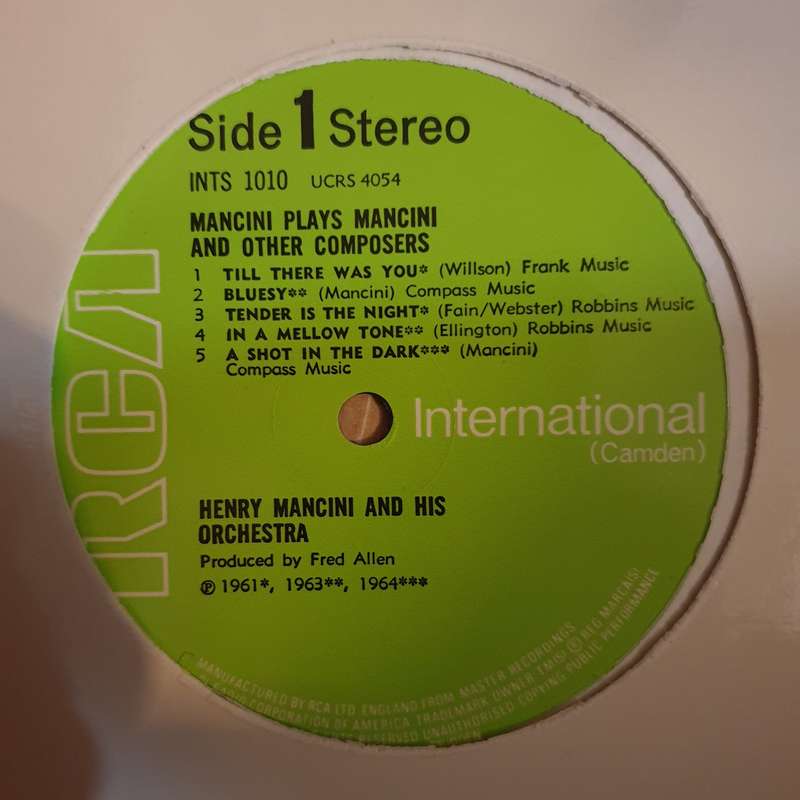 Side 1 Stereo
INTS 1010 UCRS 4054
MANCINI PLAYS MANCINI
AND OTHER COMPOSERS
1 TILL THERE WAS YOU* (Willson) Frank Music
2 BLUESY** (Mancini) Compass Music
3 TENDER IS THE NIGHT* (Fain/Webster) Robbins Music
4 IN A MELLOW TONE** (Ellington) Robbins Music
5 A SHOT IN THE DARK*** (Mancini)
Compass Music
RCA
International
(Camden)
HENRY MANCINI AND HIS
ORCHESTRA
Produced by Fred Allen
℗ 1961*, 1963**, 1964***
MANUFACTURED BY RCA LTD ENGLAND FROM MASTER RECORDINGS
CORPORATION OF AMERICA TRADEMARK OWNER TM(S) ® REG MARCA(S)
RESERVED UNAUTHORISED COPYING PUBLIC PERFORMANCE